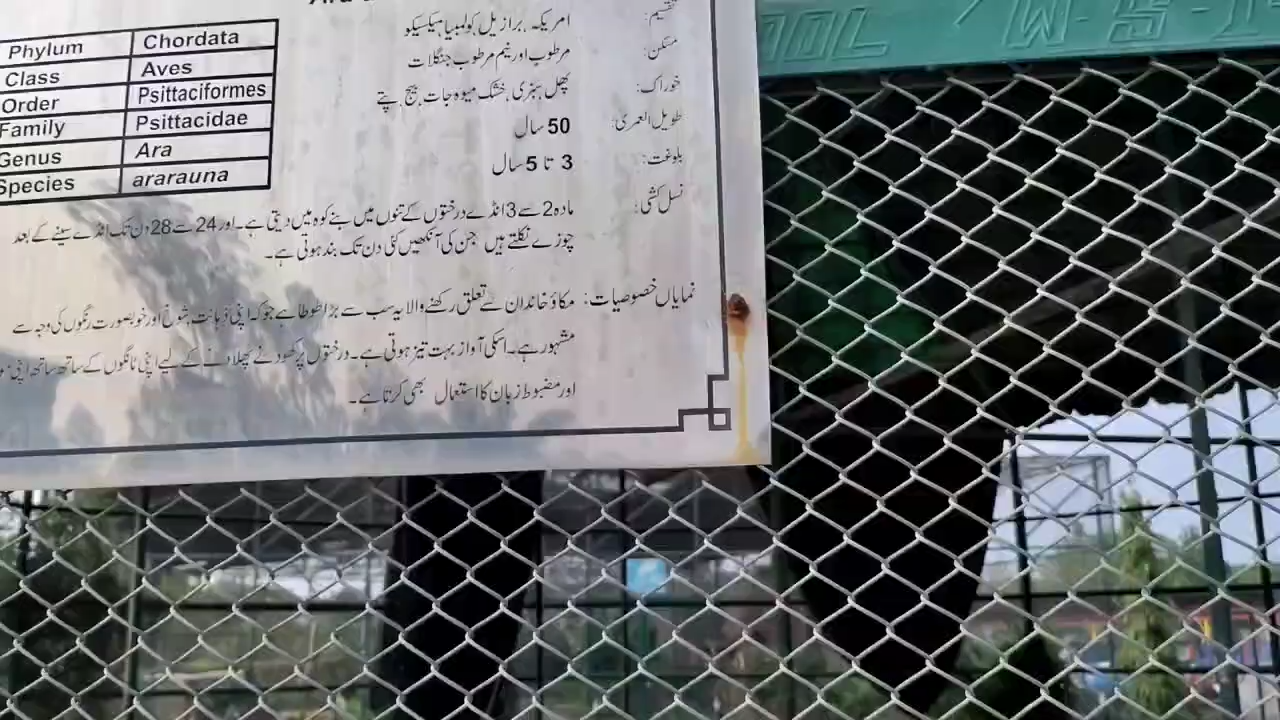 Phylum Chordata
Class Aves
Order Psittaciformes
Family Psittacidae
Genus Ara
Species ararauna
تقسیم: امریکہ، برازیل کولمبیا میکسیکو
مسکن: مرطوب اور نیم مرطوب جنگلات
خوراک: پھل، سبزی، خشک میوہ جات، بیج، پتے
طویل العمری: 50 سال
بلوغت: 3 تا 5 سال
نسل کشی: مادہ 2 سے 3 انڈے درختوں کے تنوں میں بنے کوہ میں دیتی ہے۔ اور 24 سے 28 دن تک انڈے سینے کے بعد
چوزے نکلتے ہیں جن کی آنکھیں کئی دن تک بند ہوتی ہے۔
نمایاں خصوصیات: مکاؤ خاندان سے تعلق رکھنے والا یہ سب سے بڑا طوطا ہے جو کہ اپنی ذہانت، شوخ اور خوبصورت رنگوں کی وجہ سے
مشہور ہے۔ اسکی آواز بہت تیز ہوتی ہے۔ درختوں پر کھودنے پھلانے کے لیے اپنی ٹانگوں کے ساتھ ساتھ اپنی
اور مضبوط زبان کا استعمال بھی کرتا ہے۔